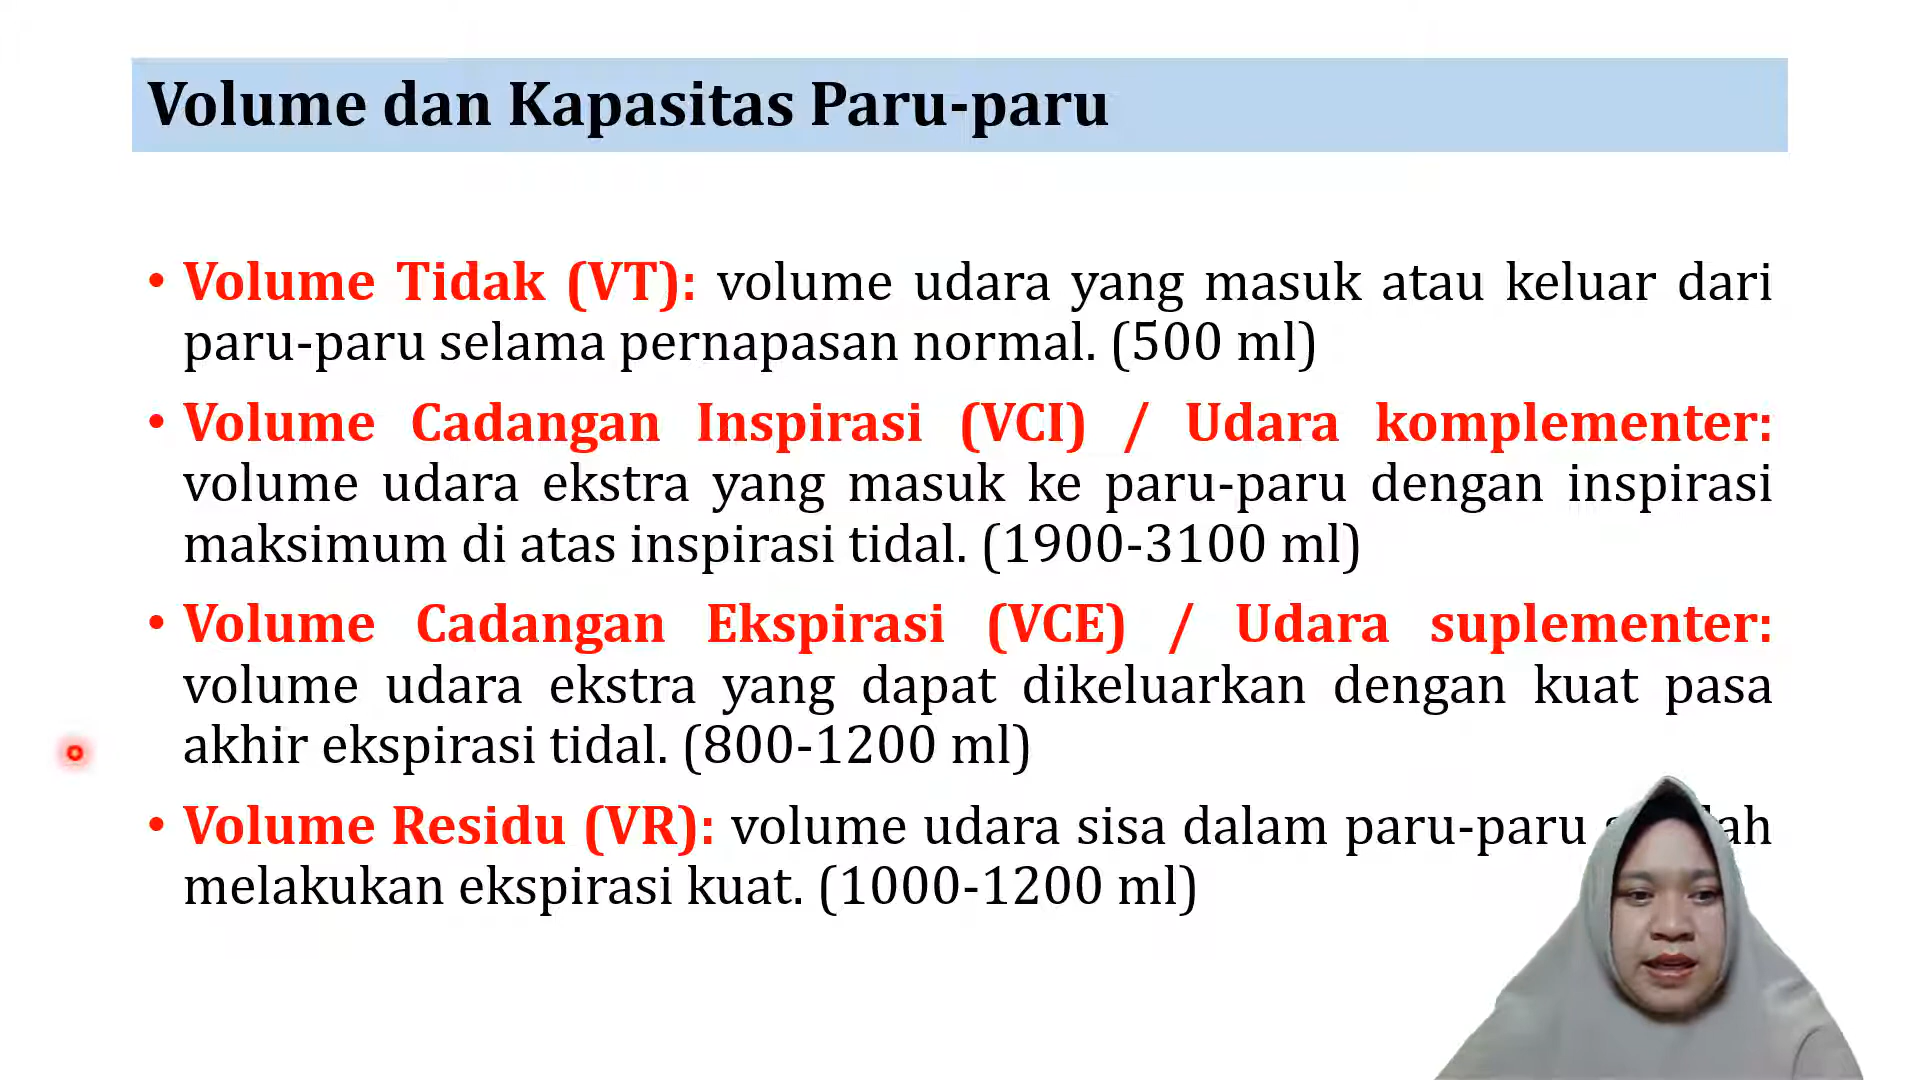 Volume dan Kapasitas Paru-paru
• Volume Tidak (VT): volume udara yang masuk atau keluar dari
paru-paru selama pernapasan normal. (500 ml)
• Volume Cadangan Inspirasi (VCI) / Udara komplementer:
volume udara ekstra yang masuk ke paru-paru dengan inspirasi
maksimum di atas inspirasi tidal. (1900-3100 ml)
• Volume Cadangan Ekspirasi (VCE) / Udara suplementer:
volume udara ekstra yang dapat dikeluarkan dengan kuat pasa
akhir ekspirasi tidal. (800-1200 ml)
• Volume Residu (VR): volume udara sisa dalam paru-paru
melakukan ekspirasi kuat. (1000-1200 ml)